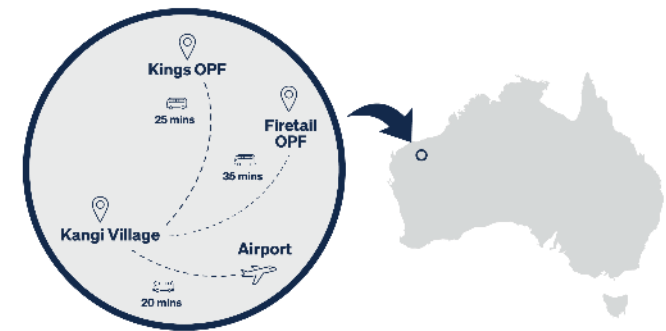 Kings OPF
25 mins
Firetail
OPF
35 mins
Kangi Village
Airport
20 mins